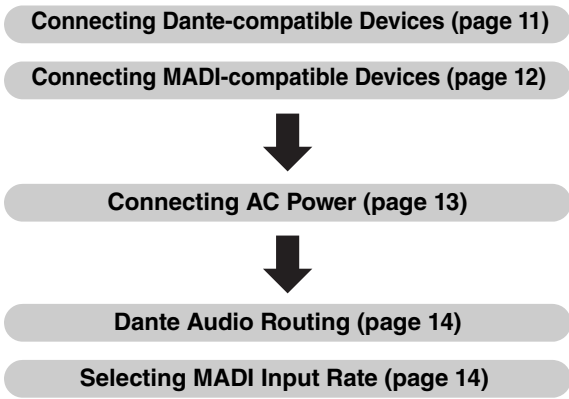 Connecting Dante-compatible Devices (page 11)
Connecting MADI-compatible Devices (page 12)
Connecting AC Power (page 13)
Dante Audio Routing (page 14)
Selecting MADI Input Rate (page 14)